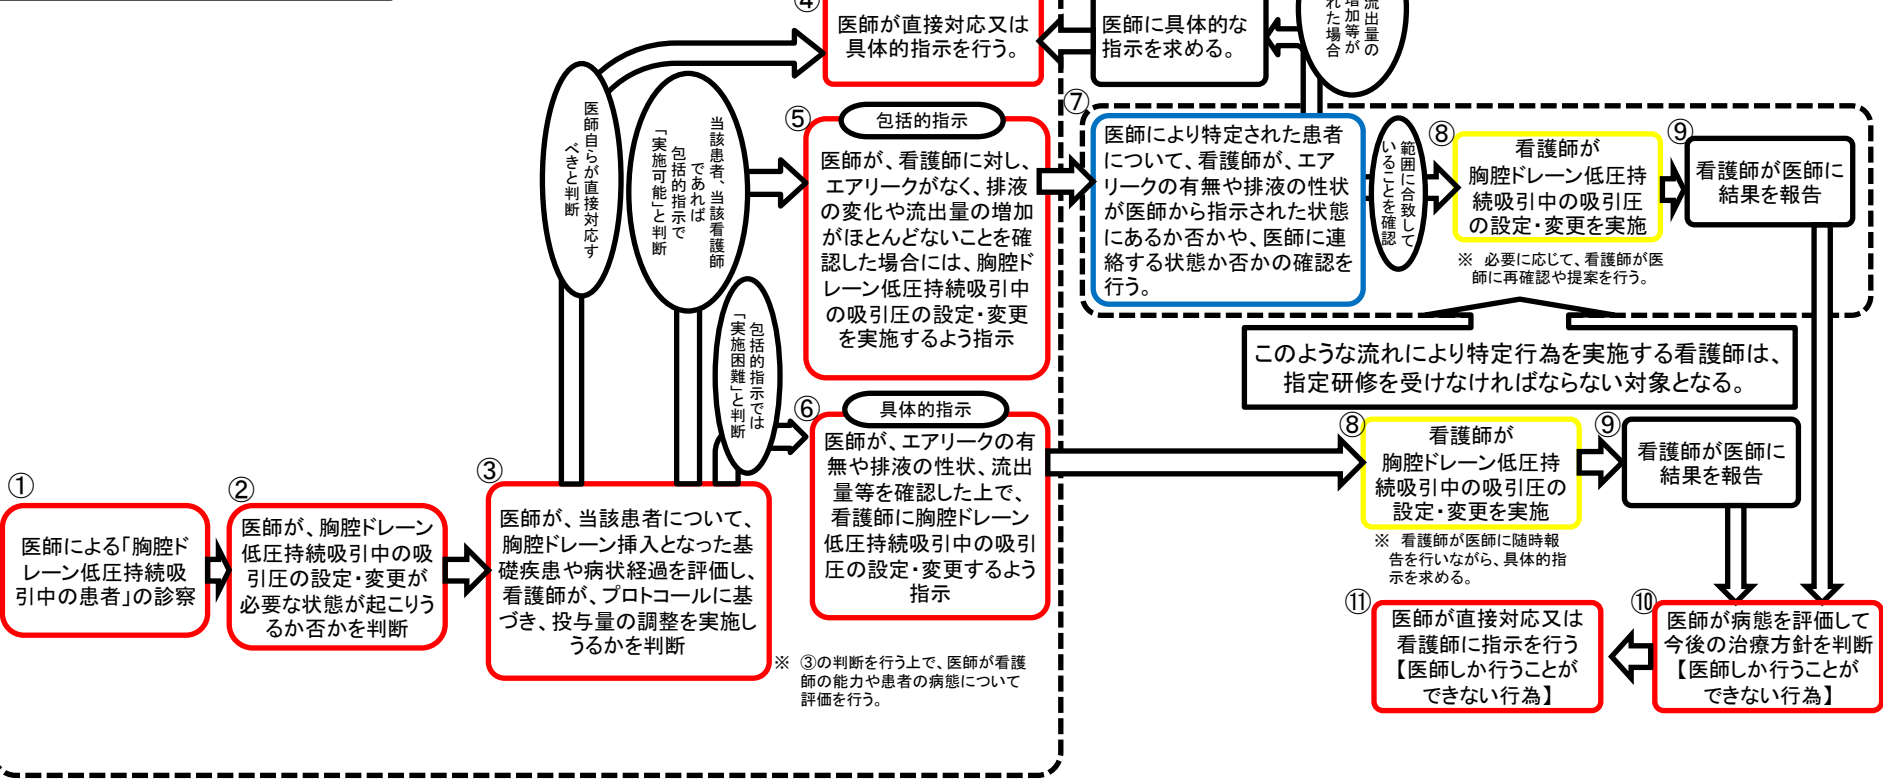 ④
医師が直接対応又は
具体的指示を行う。
医師に具体的な
指示を求める。
流出量の
増加等が
れた場合
医師自らが直接対応す
べきと判断
当該患者、当該看護師
であれば
包括的指示で
「実施可能」と判断
包括的指示では
「実施困難」と判断
⑤
包括的指示
医師が、看護師に対し、
エアリークがなく、排液
の変化や流出量の増加
がほとんどないことを確
認した場合には、胸腔ド
レーン低圧持続吸引中
の吸引圧の設定・変更
を実施するよう指示
⑦
医師により特定された患者
について、看護師が、エア
リークの有無や排液の性状
が医師から指示された状態
にあるか否かや、医師に連
絡する状態か否かの確認を
行う。
範囲に合致して
いることを確認
⑧
看護師が
胸腔ドレーン低圧持
続吸引中の吸引圧
の設定・変更を実施
※ 必要に応じて、看護師が医
師に再確認や提案を行う。
⑨
看護師が医師に
結果を報告
このような流れにより特定行為を実施する看護師は、
指定研修を受けなければならない対象となる。
⑥
具体的指示
医師が、エアリークの有
無や排液の性状、流出
量等を確認した上で、
看護師に胸腔ドレーン
低圧持続吸引中の吸引
圧の設定・変更するよう
指示
⑧
看護師が
胸腔ドレーン低圧持
続吸引中の吸引圧の
設定・変更を実施
※ 看護師が医師に随時報
告を行いながら、具体的指
示を求める。
⑨
看護師が医師に
結果を報告
①
医師による「胸腔ド
レーン低圧持続吸
引中の患者」の診察
②
医師が、胸腔ドレーン
低圧持続吸引中の吸
引圧の設定・変更が
必要な状態が起こりう
るか否かを判断
③
医師が、当該患者について、
胸腔ドレーン挿入となった基
礎疾患や病状経過を評価し、
看護師が、プロトコールに基
づき、投与量の調整を実施し
うるかを判断
※ ③の判断を行う上で、医師が看護
師の能力や患者の病態について
評価を行う。
⑪
医師が直接対応又は
看護師に指示を行う
【医師しか行うことが
できない行為】
⑩
医師が病態を評価して
今後の治療方針を判断
【医師しか行うことが
できない行為】